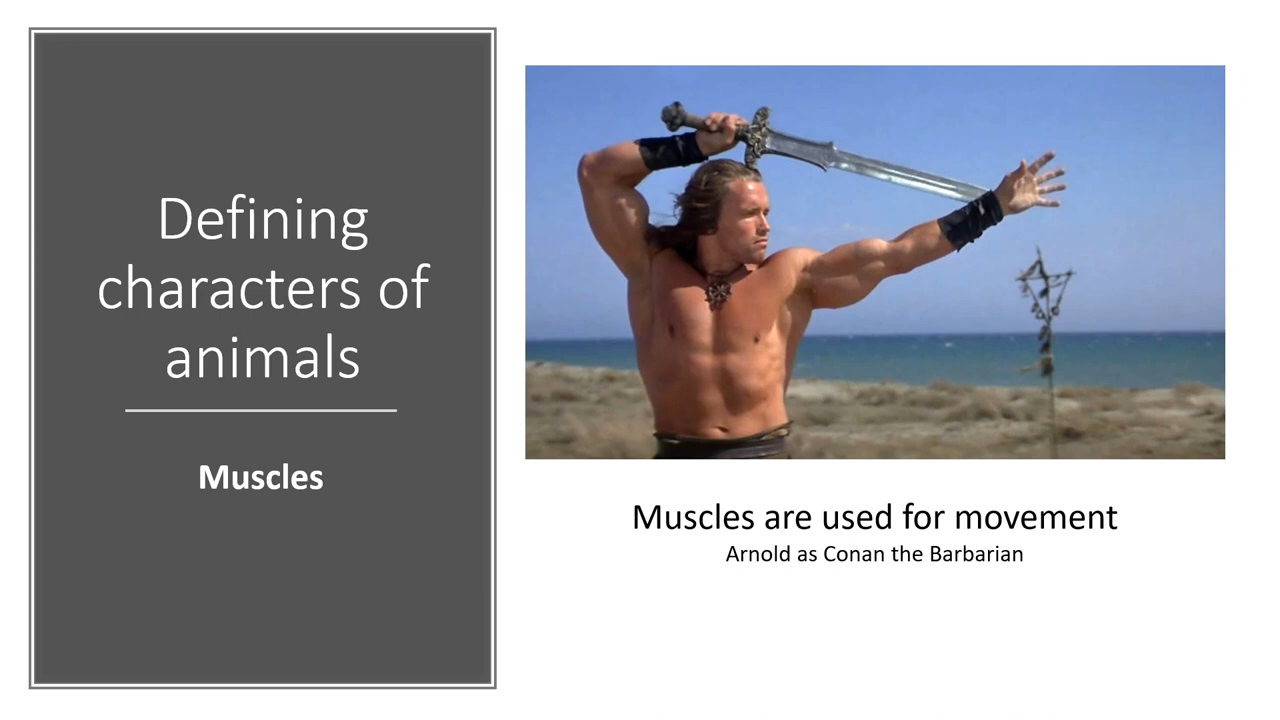 Defining
characters of
animals
Muscles
Muscles are used for movement
Arnold as Conan the Barbarian